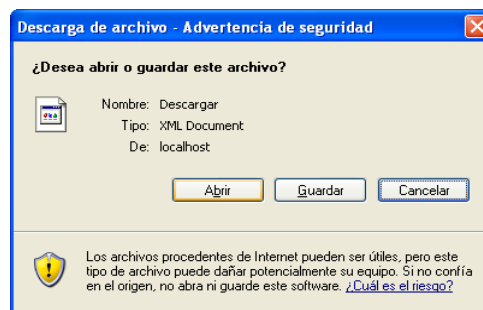 Descarga de archivo - Advertencia de seguridad
¿Desea abrir o guardar este archivo?
Nombre: Descargar
Tipo: XML Document
De: localhost
Abrir Guardar Cancelar
Los archivos procedentes de Internet pueden ser útiles, pero este
tipo de archivo puede dañar potencialmente su equipo. Si no confía
en el origen, no abra ni guarde este software. ¿Cuál es el riesgo?